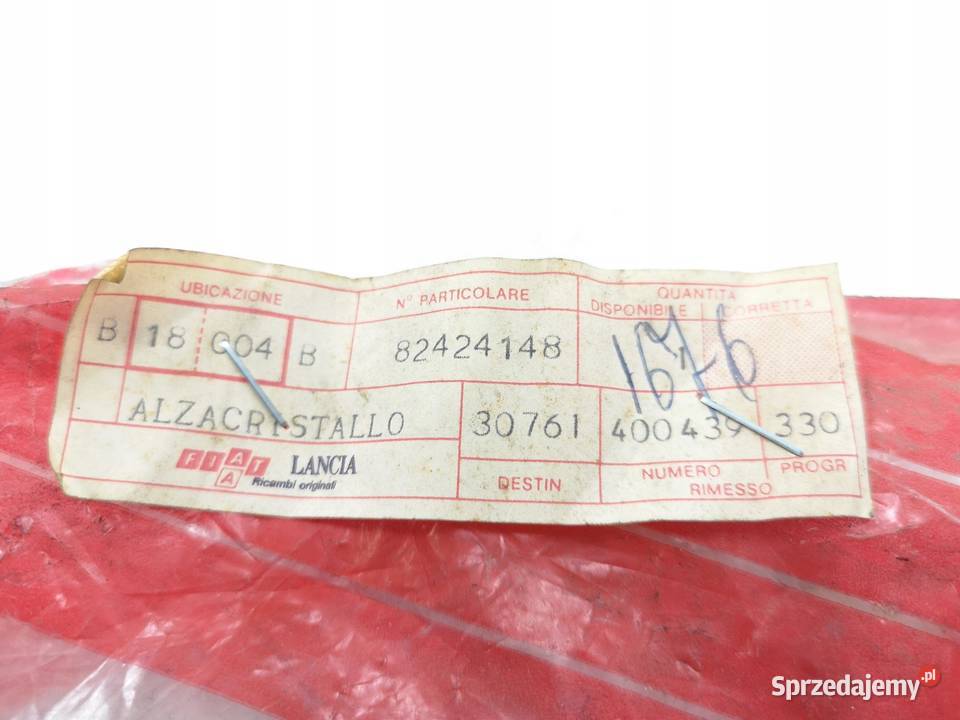 UBICAZIONE
N° PARTICOLARE
QUANTITA
DISPONIBILE CORRETTA
B 18 004 B
82424148
1676
ALZACRISTALLO
30761
400439
330
FIAT
A
LANCIA
Ricambi originali
DESTIN
NUMERO
RIMESSO
PROGR
Sprzedajemy.pl